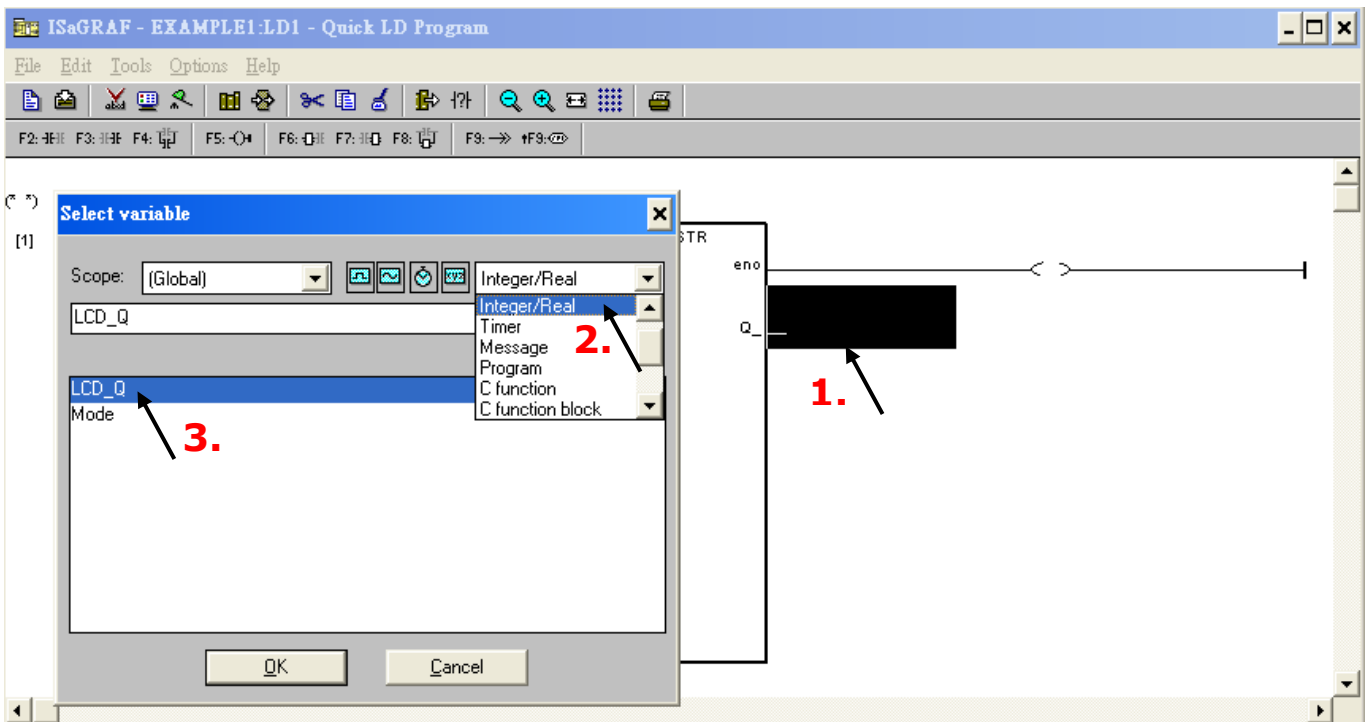 ISaGRAF - EXAMPLE1:LD1 - Quick LD Program
File Edit Tools Options Help
F2: F3: F4: F5: F6: F7: F8: F9: F9:
(* *)
Select variable
[1]
STR
Scope: (Global) xyz Integer/Real
eno
LCD_Q
Integer/Real
Timer
Message
Program
C function
C function block
2.
Q_
1.
LCD_Q
Mode
3.
OK Cancel